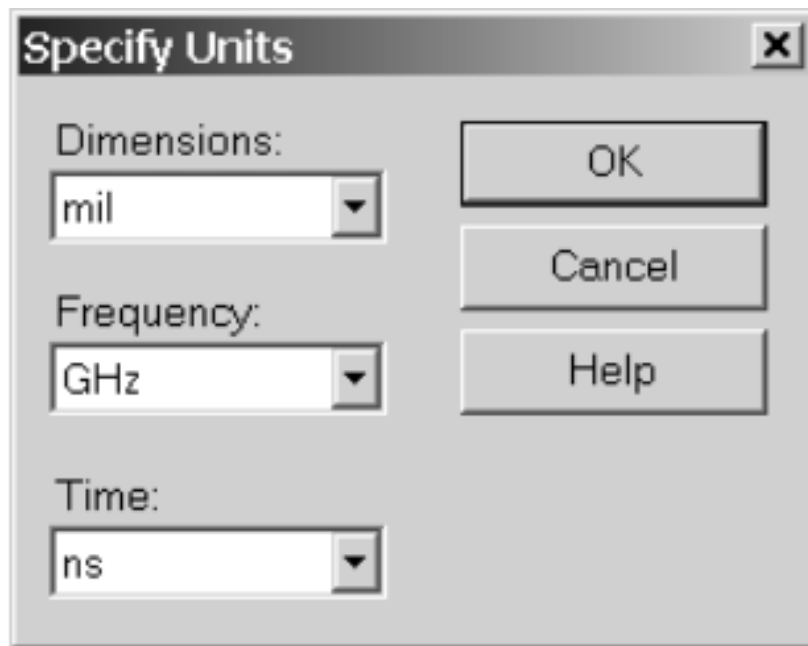 Specify Units
Dimensions:
mil
Frequency:
GHz
Time:
ns
OK
Cancel
Help